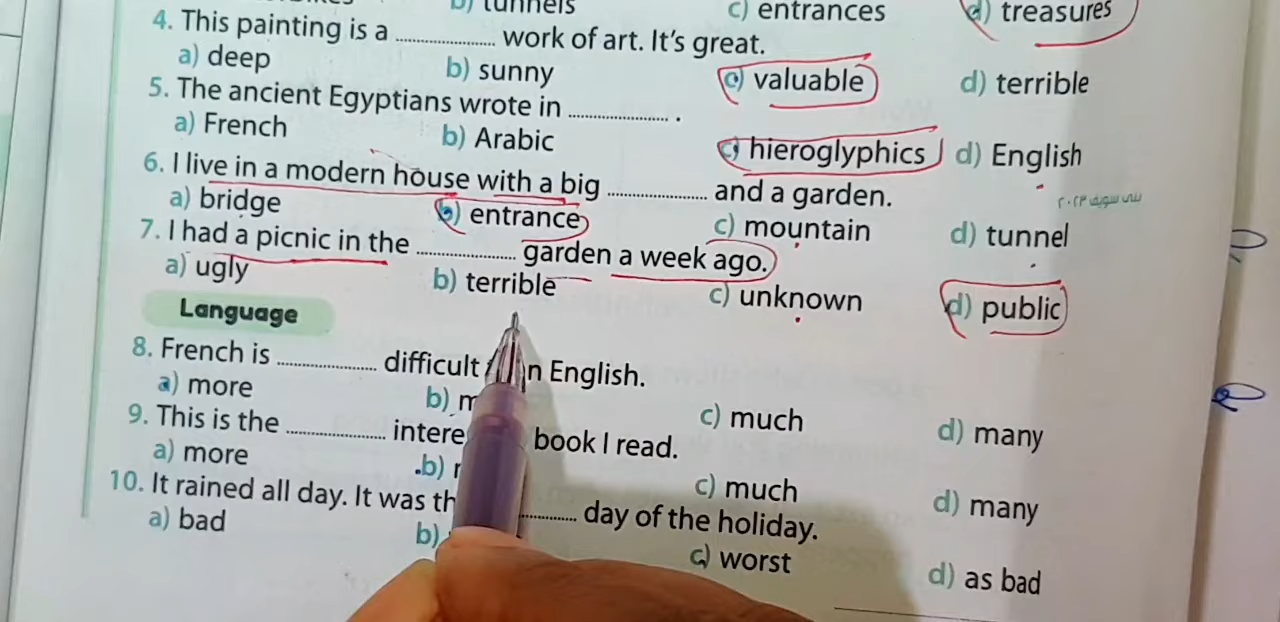 b) tunnels c) entrances d) treasures
4. This painting is a .................... work of art. It's great.
a) deep b) sunny c) valuable d) terrible
5. The ancient Egyptians wrote in .................... .
a) French b) Arabic c) hieroglyphics d) English
6. I live in a modern house with a big .................... and a garden.
بنى سويف ٢٠٢٣
a) bridge b) entrance c) mountain d) tunnel
7. I had a picnic in the .................... garden a week ago.
a) ugly b) terrible c) unknown d) public
Language
8. French is .................... difficult English.
a) more b) c) much d) many
9. This is the .................... book I read.
a) more b) c) much d) many
10. It rained all day. It was .................... day of the holiday.
a) bad b) c) worst d) as bad